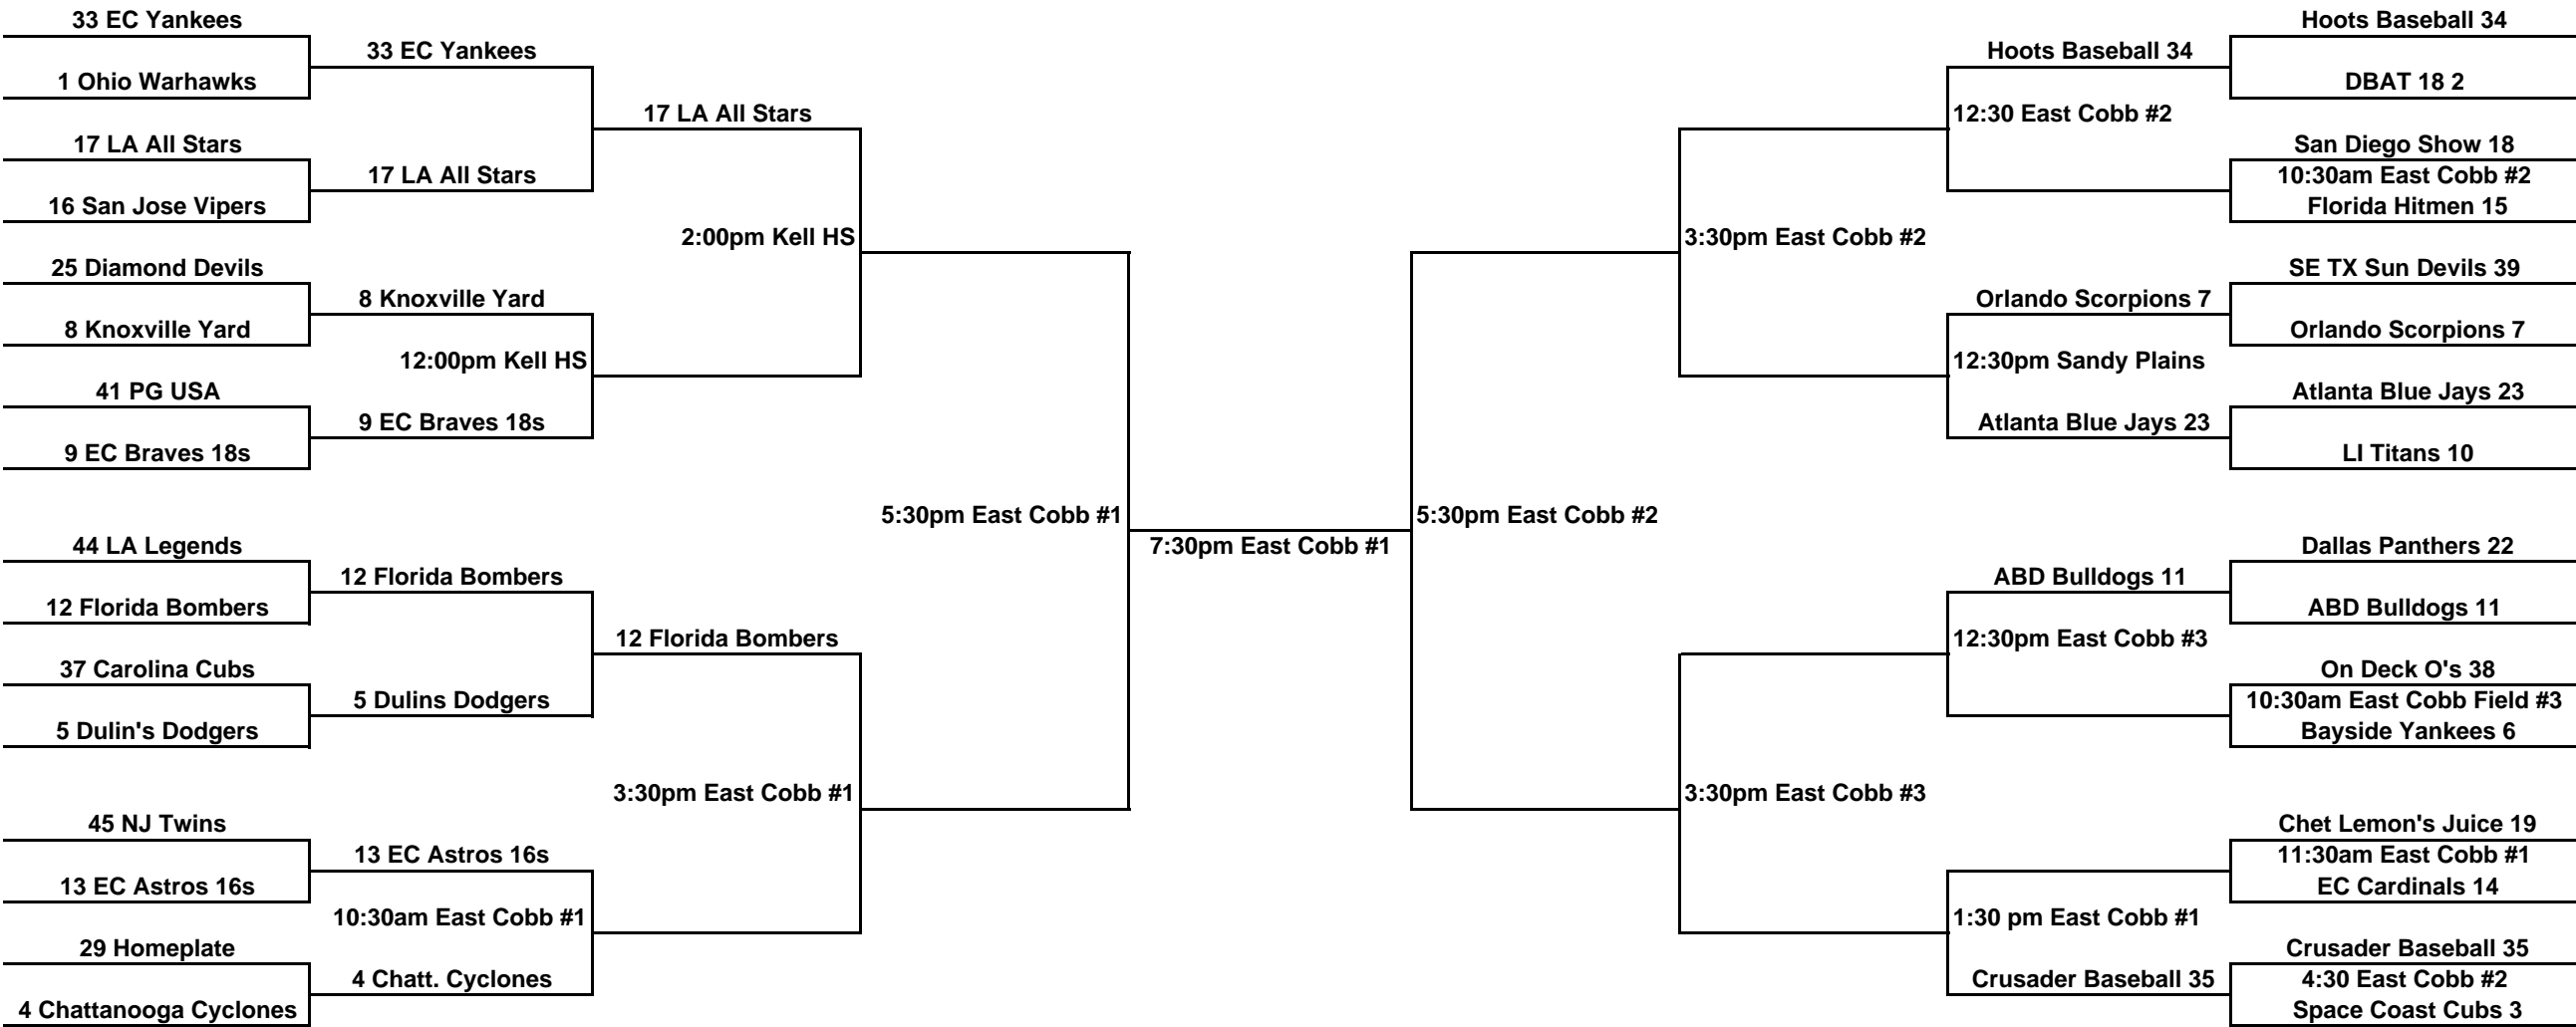 33 EC Yankees
1 Ohio Warhawks
17 LA All Stars
16 San Jose Vipers
25 Diamond Devils
8 Knoxville Yard
41 PG USA
9 EC Braves 18s
44 LA Legends
12 Florida Bombers
37 Carolina Cubs
5 Dulin's Dodgers
45 NJ Twins
13 EC Astros 16s
29 Homeplate
4 Chattanooga Cyclones
33 EC Yankees
17 LA All Stars
8 Knoxville Yard
12:00pm Kell HS
9 EC Braves 18s
12 Florida Bombers
5 Dulins Dodgers
13 EC Astros 16s
10:30am East Cobb #1
4 Chatt. Cyclones
17 LA All Stars
2:00pm Kell HS
12 Florida Bombers
3:30pm East Cobb #1
5:30pm East Cobb #1
7:30pm East Cobb #1
5:30pm East Cobb #2
3:30pm East Cobb #2
3:30pm East Cobb #3
Hoots Baseball 34
12:30 East Cobb #2
Orlando Scorpions 7
12:30pm Sandy Plains
Atlanta Blue Jays 23
ABD Bulldogs 11
12:30pm East Cobb #3
1:30 pm East Cobb #1
Crusader Baseball 35
Hoots Baseball 34
DBAT 18 2
San Diego Show 18
10:30am East Cobb #2
Florida Hitmen 15
SE TX Sun Devils 39
Orlando Scorpions 7
Atlanta Blue Jays 23
LI Titans 10
Dallas Panthers 22
ABD Bulldogs 11
On Deck O's 38
10:30am East Cobb Field #3
Bayside Yankees 6
Chet Lemon's Juice 19
11:30am East Cobb #1
EC Cardinals 14
Crusader Baseball 35
4:30 East Cobb #2
Space Coast Cubs 3